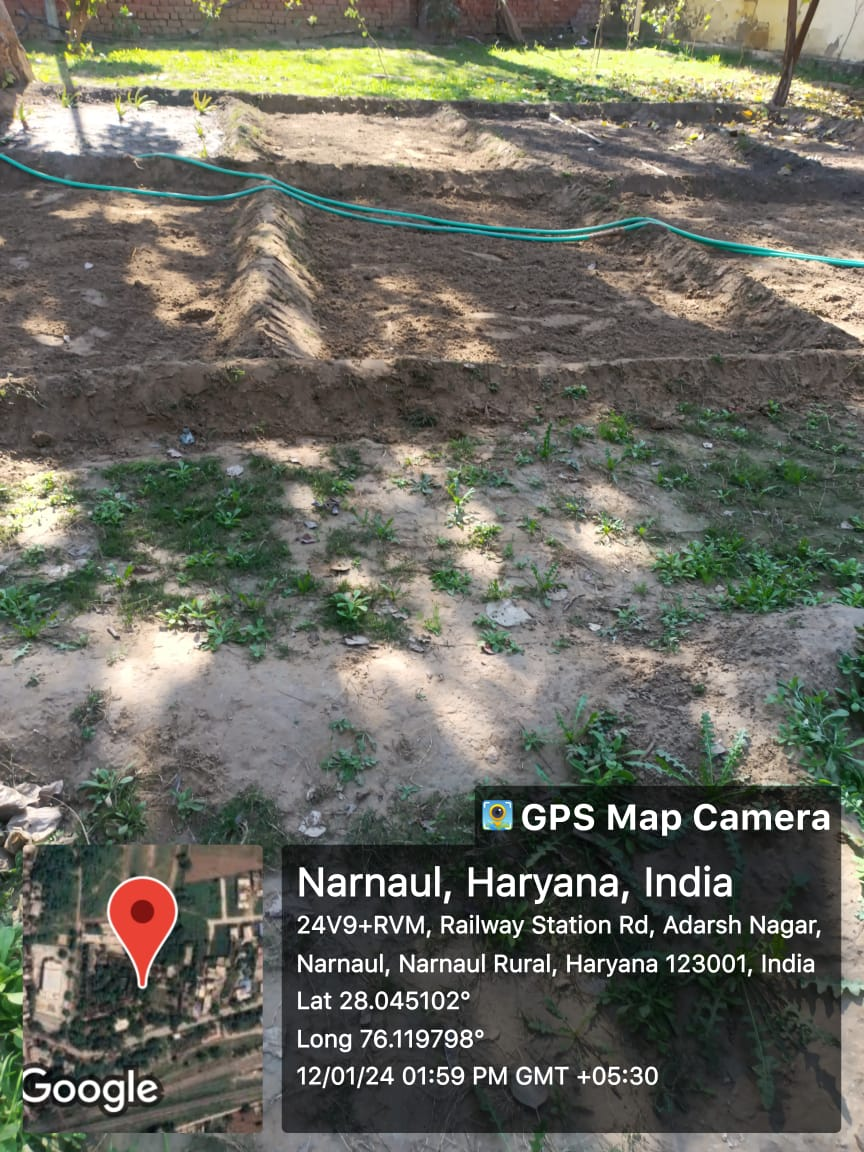 GPS Map Camera
Narnaul, Haryana, India
24V9+RVM, Railway Station Rd, Adarsh Nagar,
Narnaul, Narnaul Rural, Haryana 123001, India
Lat 28.045102°
Long 76.119798°
12/01/24 01:59 PM GMT +05:30
Google